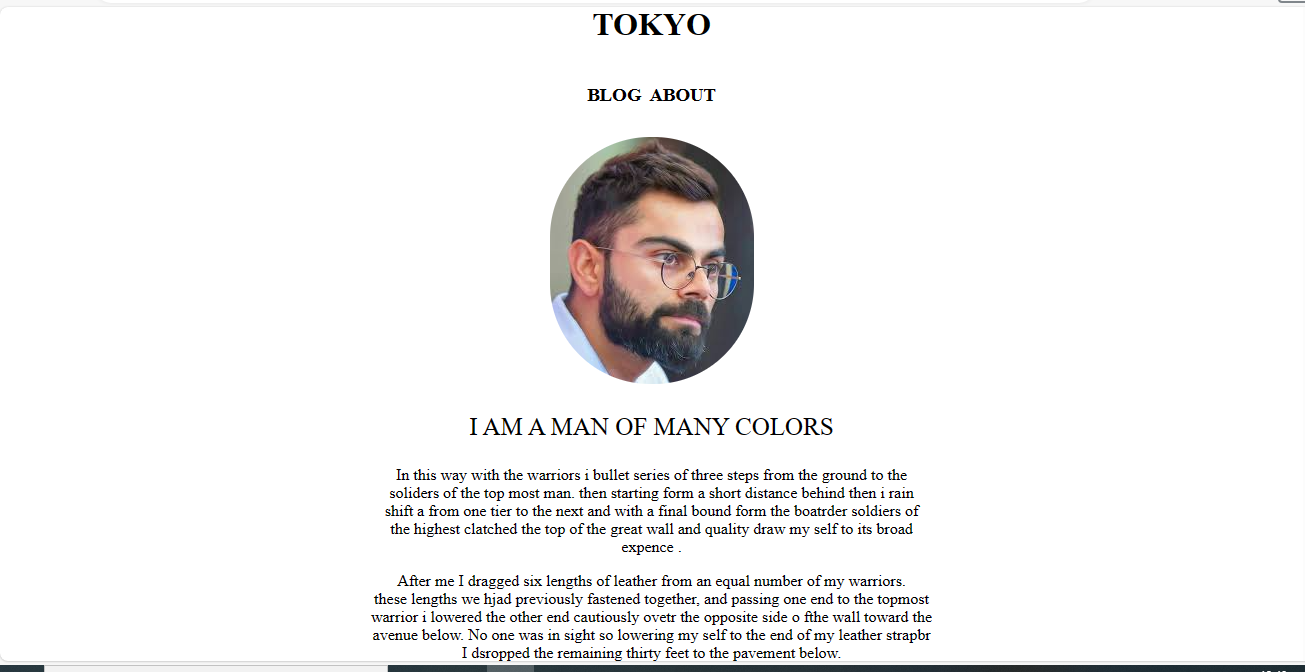 TOKYO
BLOG ABOUT
I AM A MAN OF MANY COLORS
In this way with the warriors i bullet series of three steps from the ground to the
soliders of the top most man. then starting form a short distance behind then i rain
shift a from one tier to the next and with a final bound form the boatrder soldiers of
the highest clatched the top of the great wall and quality draw my self to its broad
expence .
After me I dragged six lengths of leather from an equal number of my warriors.
these lengths we hjad previously fastened together, and passing one end to the topmost
warrior i lowered the other end cautiously ovetr the opposite side o fthe wall toward the
avenue below. No one was in sight so lowering my self to the end of my leather strapbr
I dsropped the remaining thirty feet to the pavement below.